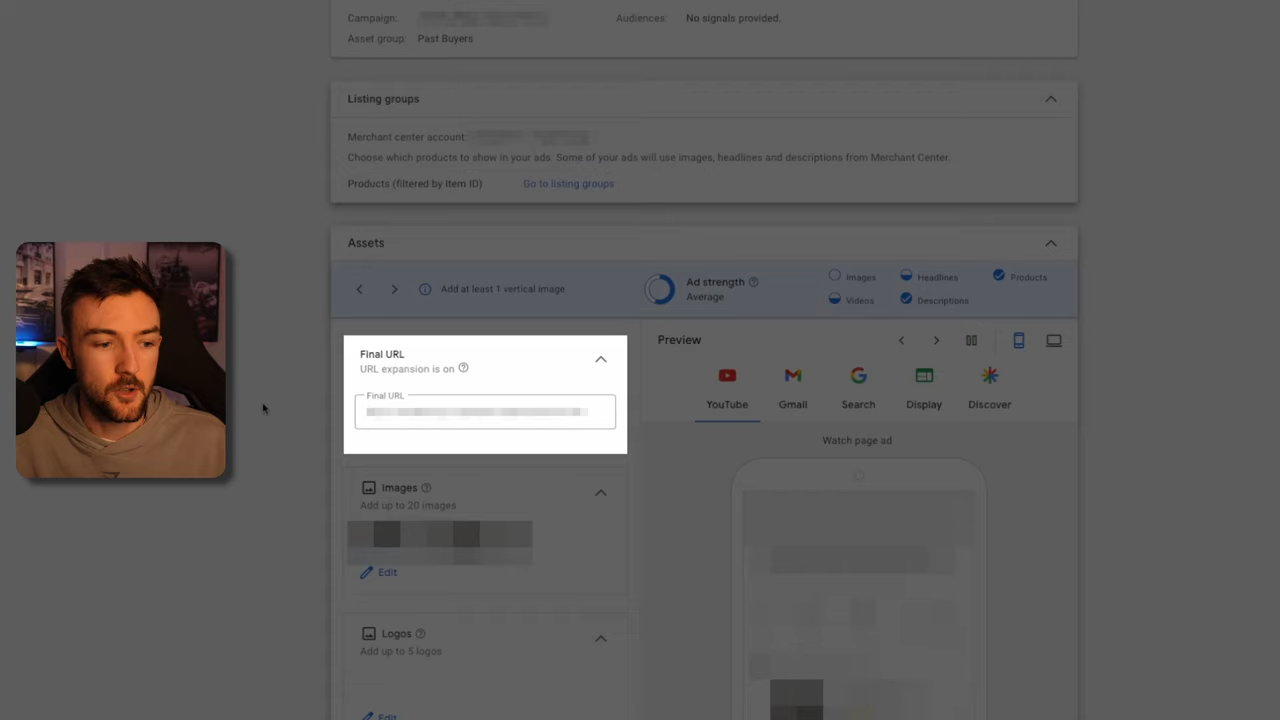 Campaign:
Audiences: No signals provided.
Asset group: Past Buyers
Listing groups
Merchant center account:
Choose which products to show in your ads. Some of your ads will use images, headlines and descriptions from Merchant Center.
Products (filtered by Item ID) Go to listing groups
Assets
Add at least 1 vertical image
Ad strength
Average
Images
Headlines
Products
Videos
Descriptions
Final URL
URL expansion is on
Final URL
Preview
YouTube
Gmail
Search
Display
Discover
Watch page ad
Images
Add up to 20 images
Edit
Logos
Add up to 5 logos
Edit